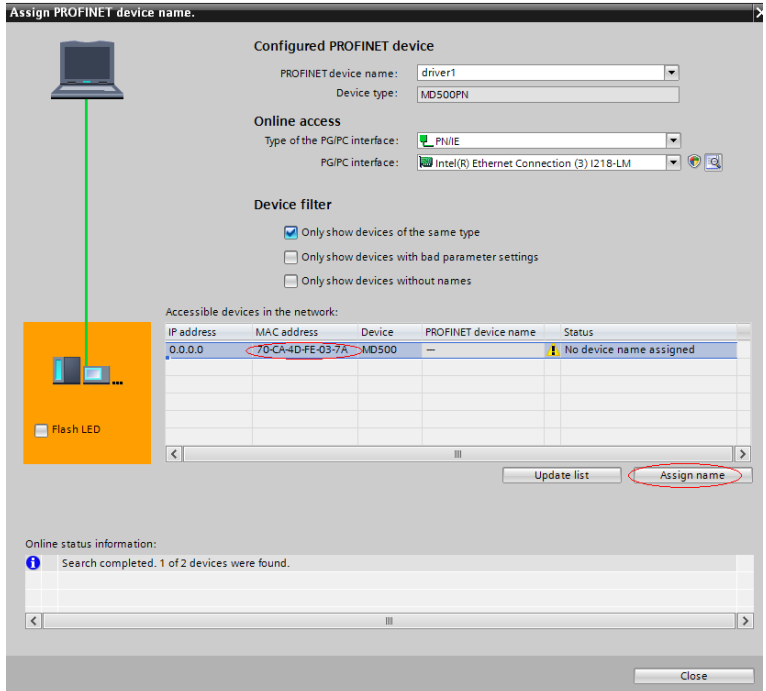 Assign PROFINET device name.
Configured PROFINET device
PROFINET device name: driver1
Device type: MD500PN
Online access
Type of the PG/PC interface: PN/IE
PG/PC interface: Intel(R) Ethernet Connection (3) I218-LM
Device filter
Only show devices of the same type
Only show devices with bad parameter settings
Only show devices without names
Accessible devices in the network:
IP address MAC address Device PROFINET device name Status
0.0.0.0 70-CA-4D-FE-03-7A MD500 — No device name assigned
Flash LED
Update list Assign name
Online status information:
Search completed. 1 of 2 devices were found.
Close